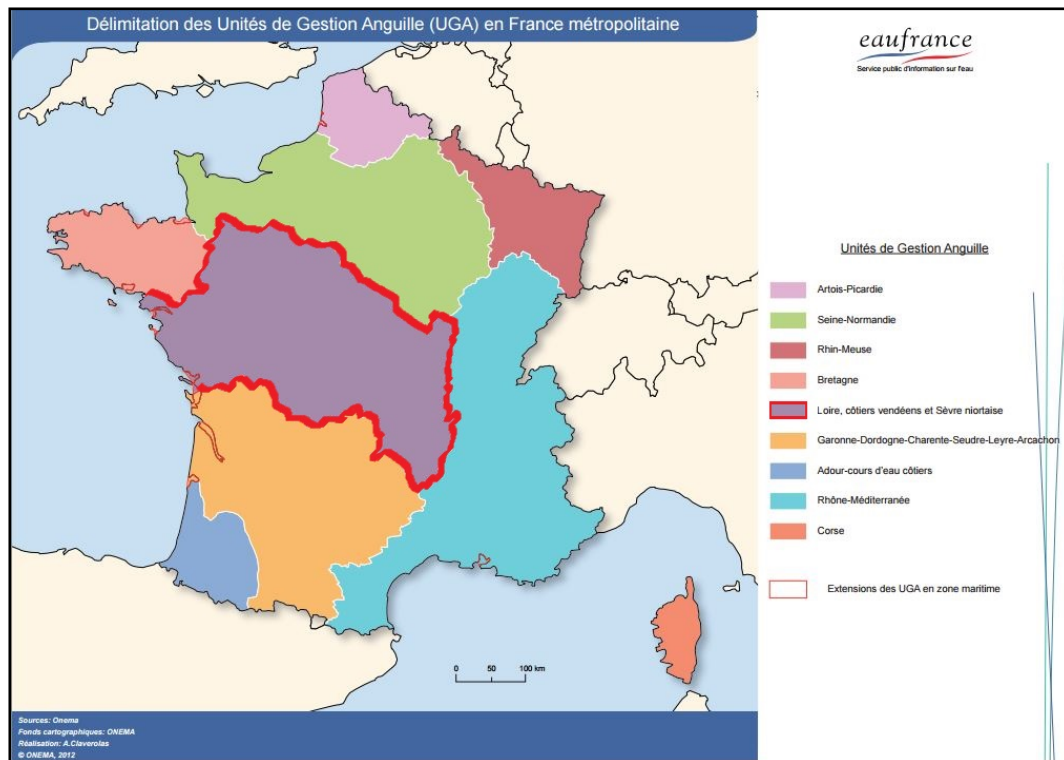 Délimitation des Unités de Gestion Anguille (UGA) en France métropolitaine
eaufrance
Service public d'information sur l'eau
Unités de Gestion Anguille
Artois-Picardie
Seine-Normandie
Rhin-Meuse
Bretagne
Loire, côtiers vendéens et Sèvre niortaise
Garonne-Dordogne-Charente-Seudre-Leyre-Arcachon
Adour-cours d'eau côtiers
Rhône-Méditerranée
Corse
Extensions des UGA en zone maritime
0 50 100 km
Sources: Onema
Fonds cartographiques: ONEMA
Réalisation: A.Claverolas
© ONEMA, 2012